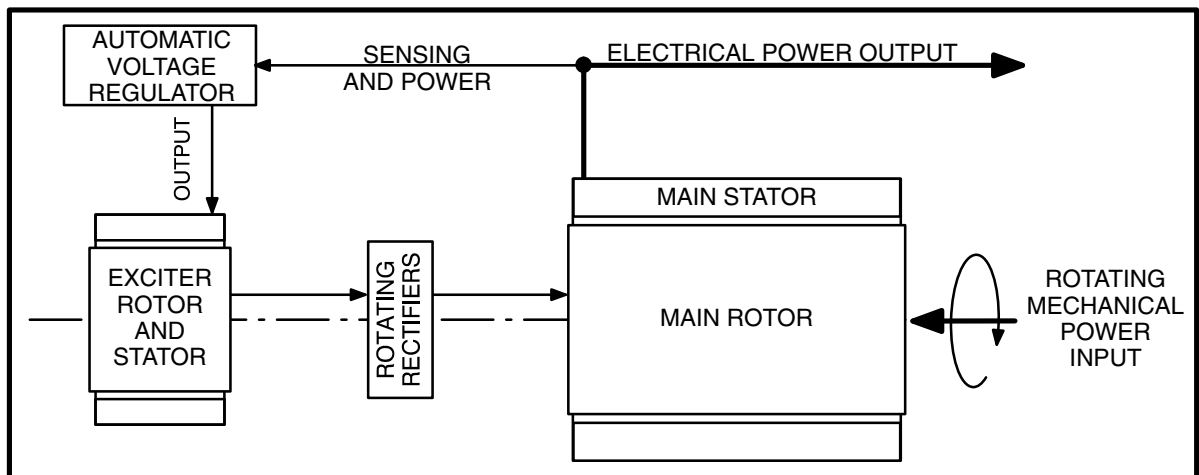 AUTOMATIC
VOLTAGE
REGULATOR
SENSING
AND POWER
ELECTRICAL POWER OUTPUT
OUTPUT
MAIN STATOR
EXCITER
ROTOR
AND
STATOR
ROTATING
RECTIFIERS
MAIN ROTOR
ROTATING
MECHANICAL
POWER
INPUT